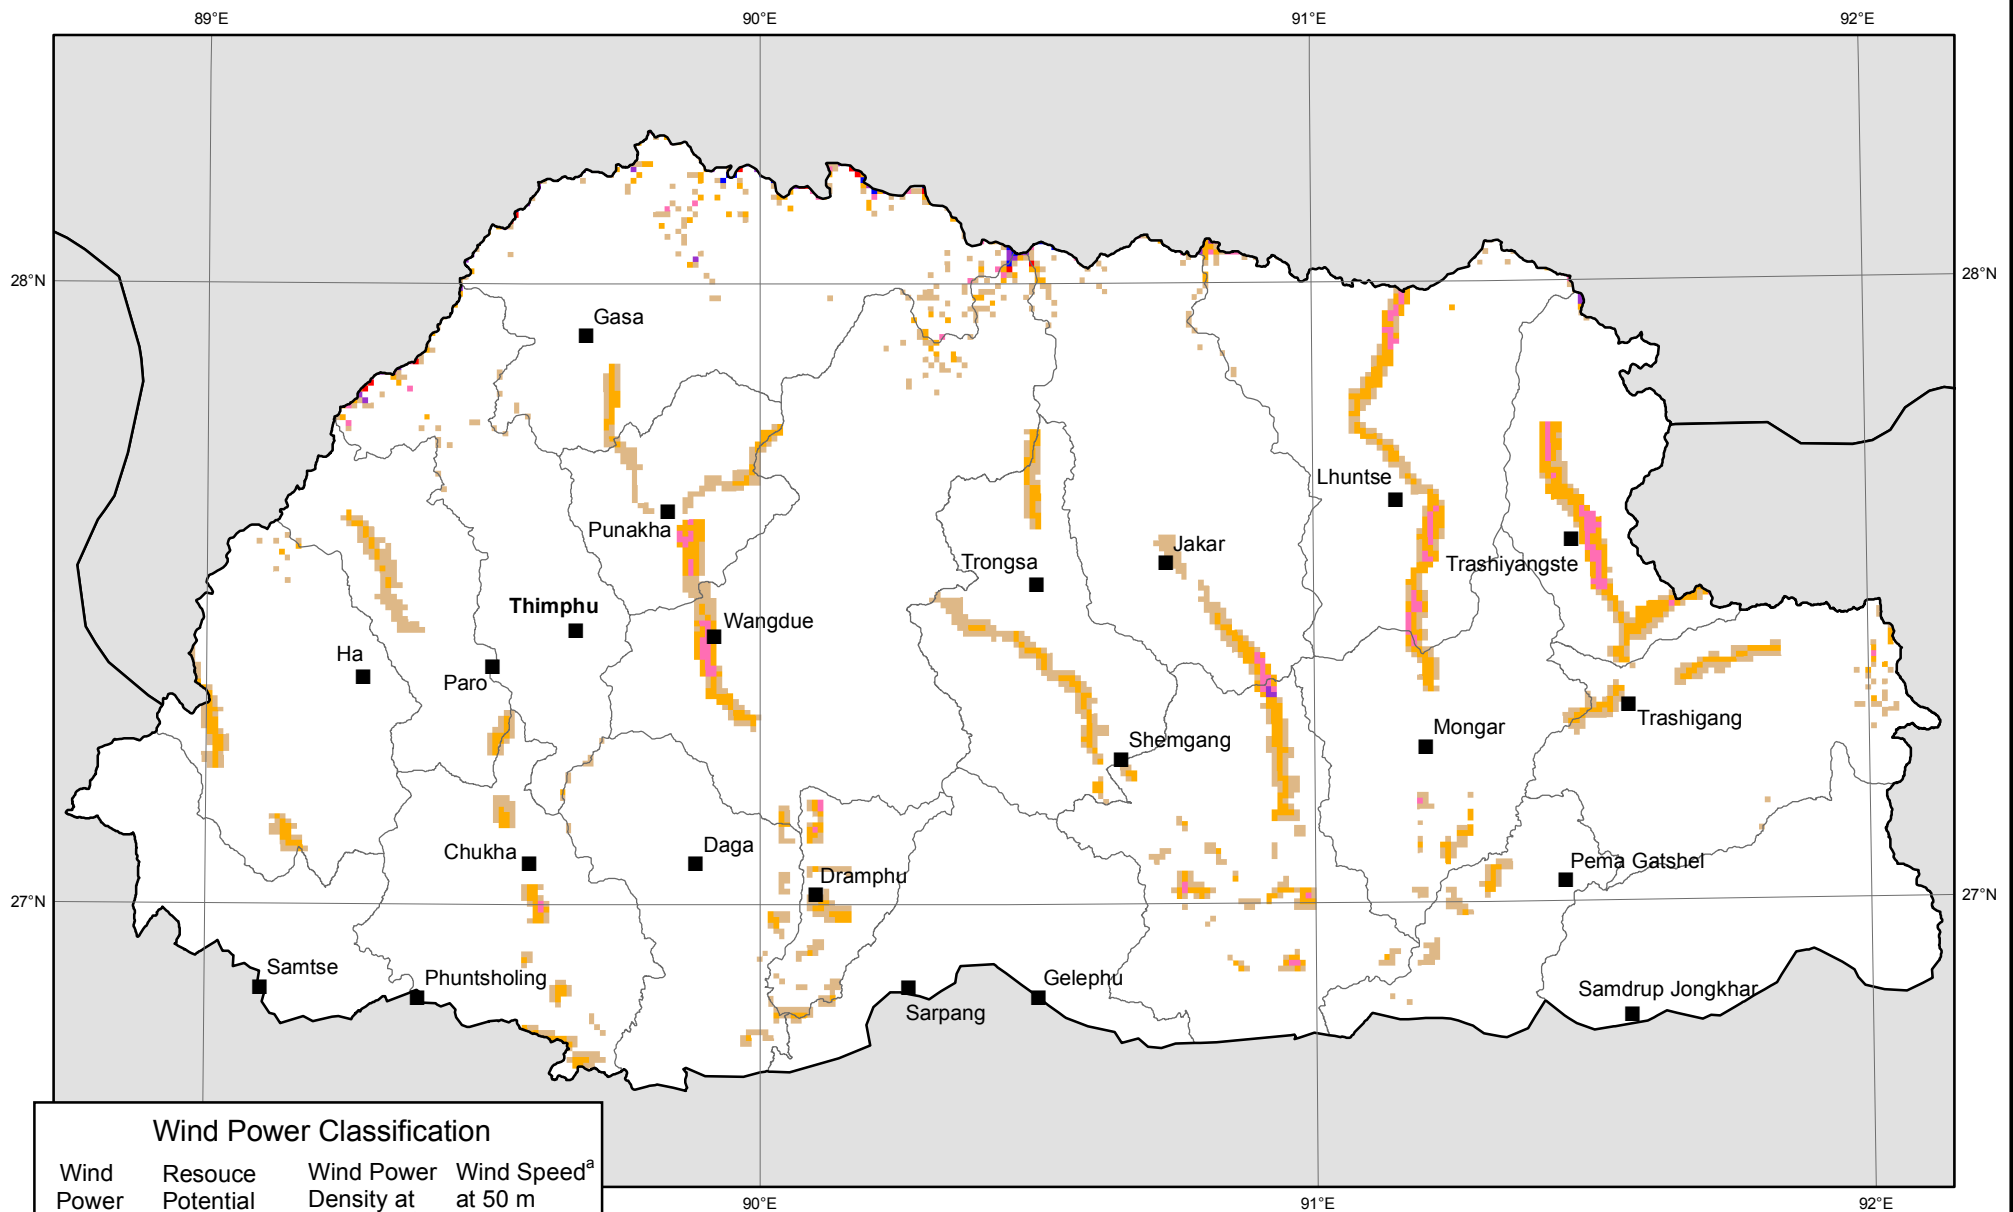 89°E 90°E 91°E 92°E
28°N 28°N
Gasa
Lhuntse
Punakha
Jakar
Trongsa
Trashiyangste
Thimphu
Wangdue
Ha
Paro
Trashigang
Mongar
Shemgang
Chukha
Daga
Pema Gatshel
Dramphu
27°N 27°N
Samtse
Phuntsholing
Gelephu
Samdrup Jongkhar
Sarpang
Wind Power Classification
Wind Resouce Wind Power Wind Speedª
Power Potential Density at at 50 m
90°E 91°E 92°E